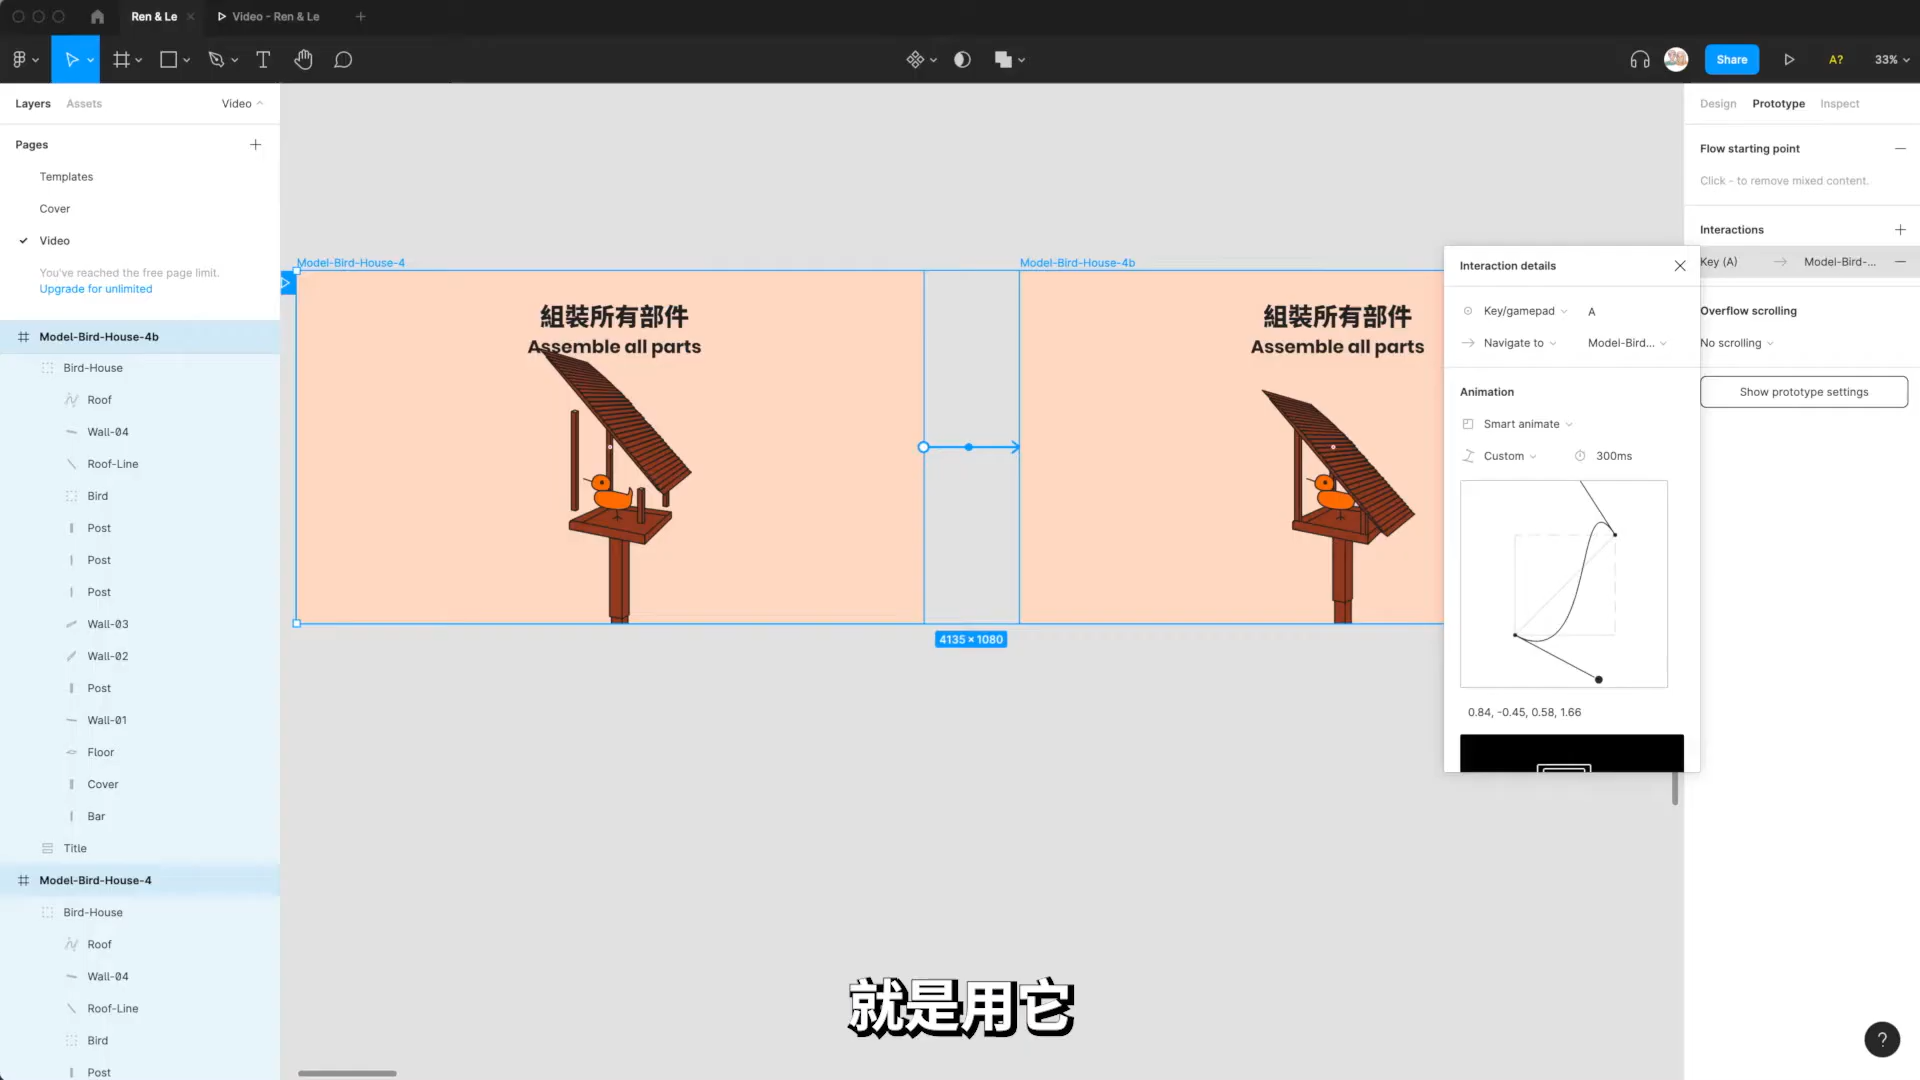 Ren & Le
Video - Ren & Le
Share
A?
33%
Layers
Assets
Video
Pages
Templates
Cover
Video
You've reached the free page limit.
Upgrade for unlimited
Model-Bird-House-4b
Bird-House
Roof
Wall-04
Roof-Line
Bird
Post
Post
Post
Wall-03
Wall-02
Post
Wall-01
Floor
Cover
Bar
Title
Model-Bird-House-4
Bird-House
Roof
Wall-04
Roof-Line
Bird
Post
Model-Bird-House-4
組裝所有部件
Assemble all parts
Model-Bird-House-4b
組裝所有部件
Assemble all parts
4135 × 1080
Interaction details
Key/gamepad
A
Navigate to
Model-Bird...
Animation
Smart animate
Custom
300ms
0.84, -0.45, 0.58, 1.66
Design
Prototype
Inspect
Flow starting point
Click - to remove mixed content.
Interactions
Key (A)
Model-Bird-...
Overflow scrolling
No scrolling
Show prototype settings
就是用它
?